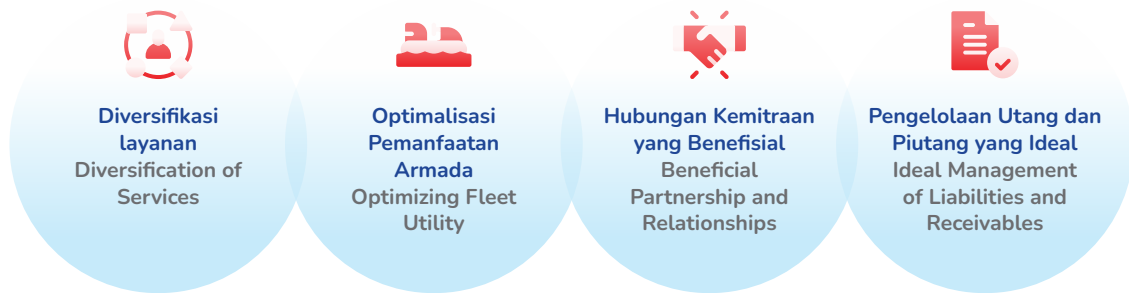 Diversifikasi
layanan
Diversification of
Services
Optimalisasi
Pemanfaatan
Armada
Optimizing Fleet
Utility
Hubungan Kemitraan
yang Benefisial
Beneficial
Partnership and
Relationships
Pengelolaan Utang dan
Piutang yang Ideal
Ideal Management
of Liabilities and
Receivables